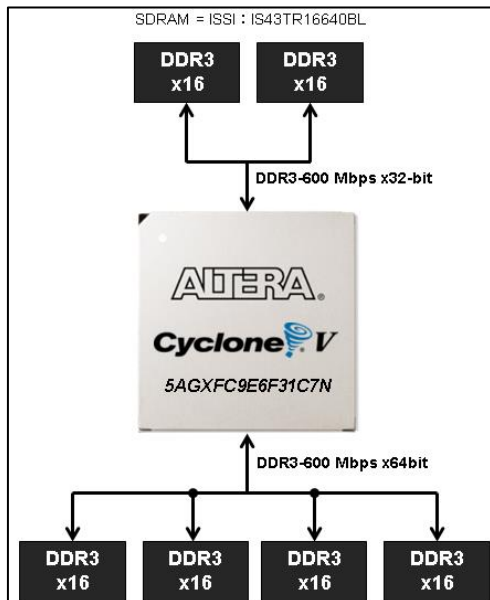 SDRAM = ISSI : IS43TR16640BL
DDR3 DDR3
x16 x16
DDR3-600 Mbps x32-bit
ALTERA®
Cyclone V
5AGXFC9E6F31C7N
DDR3-600 Mbps x64bit
DDR3 DDR3 DDR3 DDR3
x16 x16 x16 x16